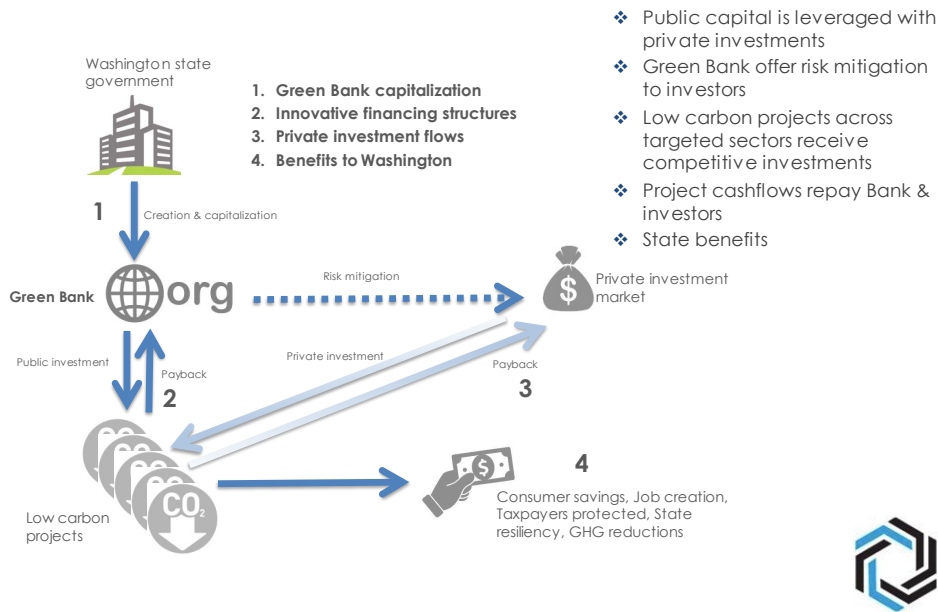 Washington state
government
1. Green Bank capitalization
2. Innovative financing structures
3. Private investment flows
4. Benefits to Washington
❖ Public capital is leveraged with
private investments
❖ Green Bank offer risk mitigation
to investors
❖ Low carbon projects across
targeted sectors receive
competitive investments
❖ Project cashflows repay Bank &
investors
❖ State benefits
1
Creation & capitalization
Green Bank
org
Risk mitigation
$
Private investment
market
Public investment
Payback
2
Private investment
Payback
3
CO₂
Low carbon
projects
$
4
Consumer savings, Job creation,
Taxpayers protected, State
resiliency, GHG reductions